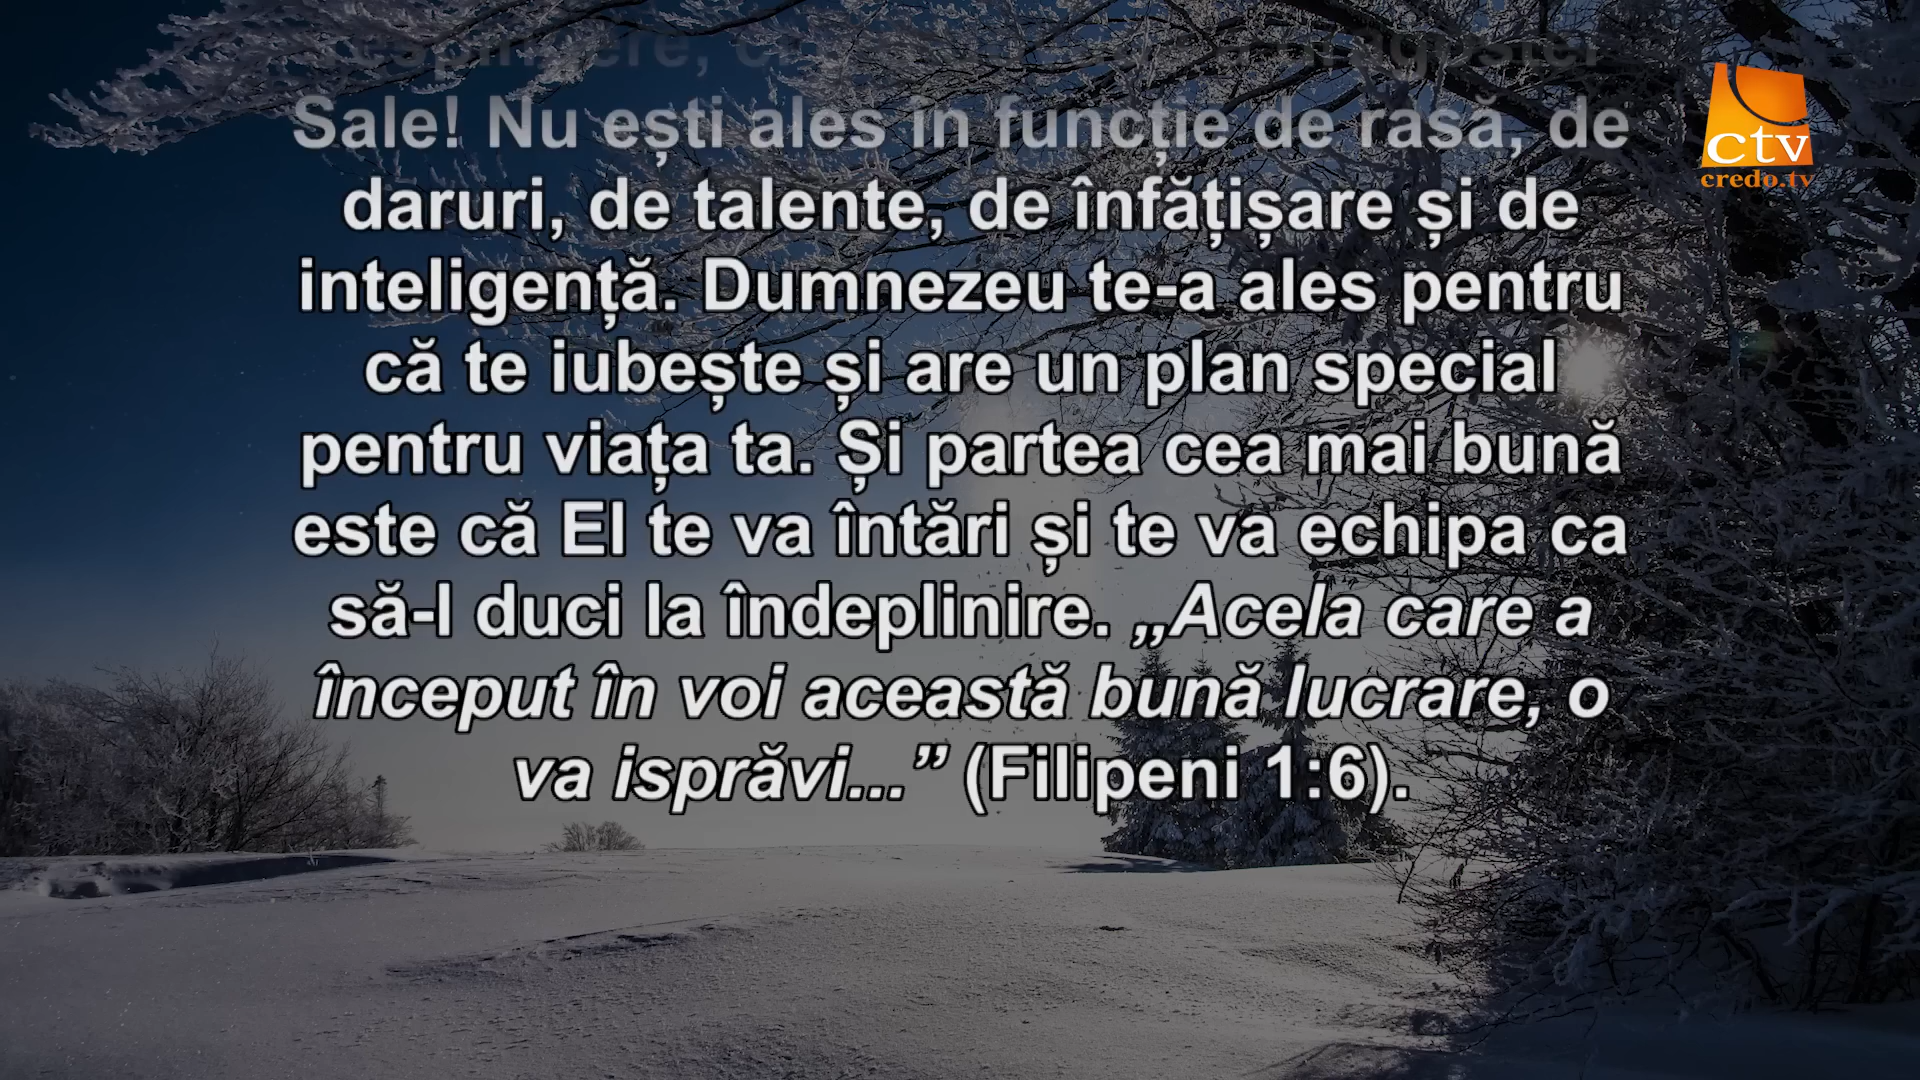 Sale! Nu ești ales în funcție de rasă, de
daruri, de talente, de înfățișare și de
inteligență. Dumnezeu te-a ales pentru
că te iubește și are un plan special
pentru viața ta. Și partea cea mai bună
este că El te va întări și te va echipa ca
să-l duci la îndeplinire. „Acela care a
început în voi această bună lucrare, o
va isprăvi...” (Filipeni 1:6).
ctv
credo.tv